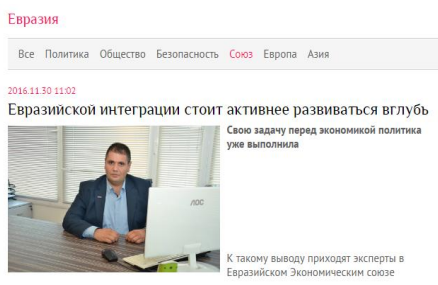 Евразия
Все Политика Общество Безопасность Союз Европа Азия
2016.11.30 11:02
Евразийской интеграции стоит активнее развиваться вглубь
Свою задачу перед экономикой политика
уже выполнила
AOC
К такому выводу приходят эксперты в
Евразийском Экономическим союзе